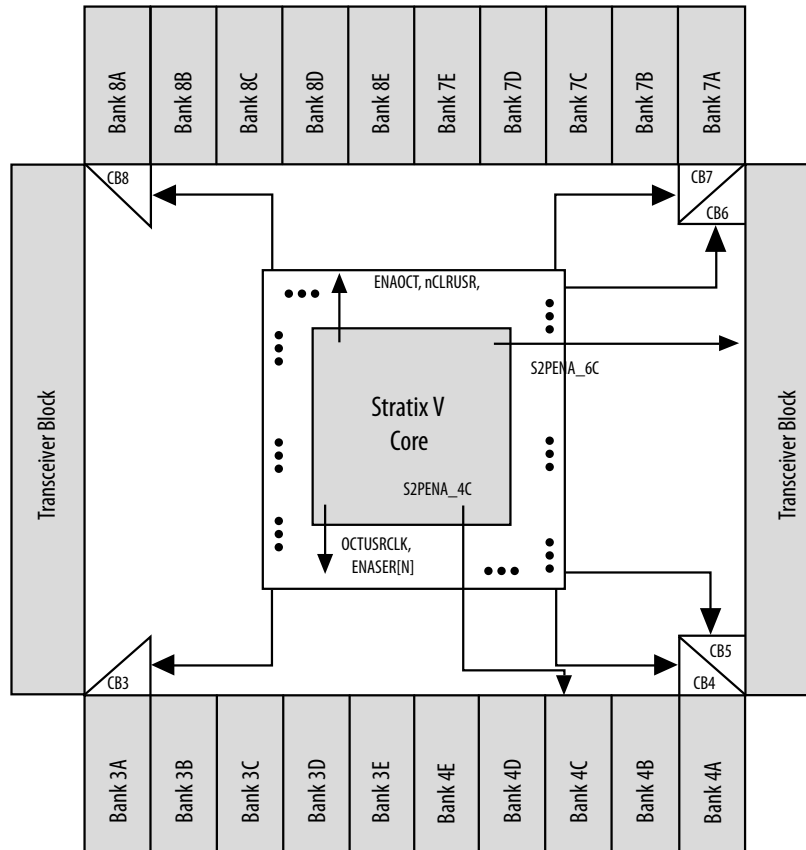 Bank 8A
Bank 8B
Bank 8C
Bank 8D
Bank 8E
Bank 7E
Bank 7D
Bank 7C
Bank 7B
Bank 7A
CB8
CB7
CB6
ENAOCT, nCLRUSR,
S2PENA_6C
Transceiver Block
Stratix V
Core
Transceiver Block
S2PENA_4C
OCTUSRCLK,
ENASER[N]
CB3
CB5
CB4
Bank 3A
Bank 3B
Bank 3C
Bank 3D
Bank 3E
Bank 4E
Bank 4D
Bank 4C
Bank 4B
Bank 4A